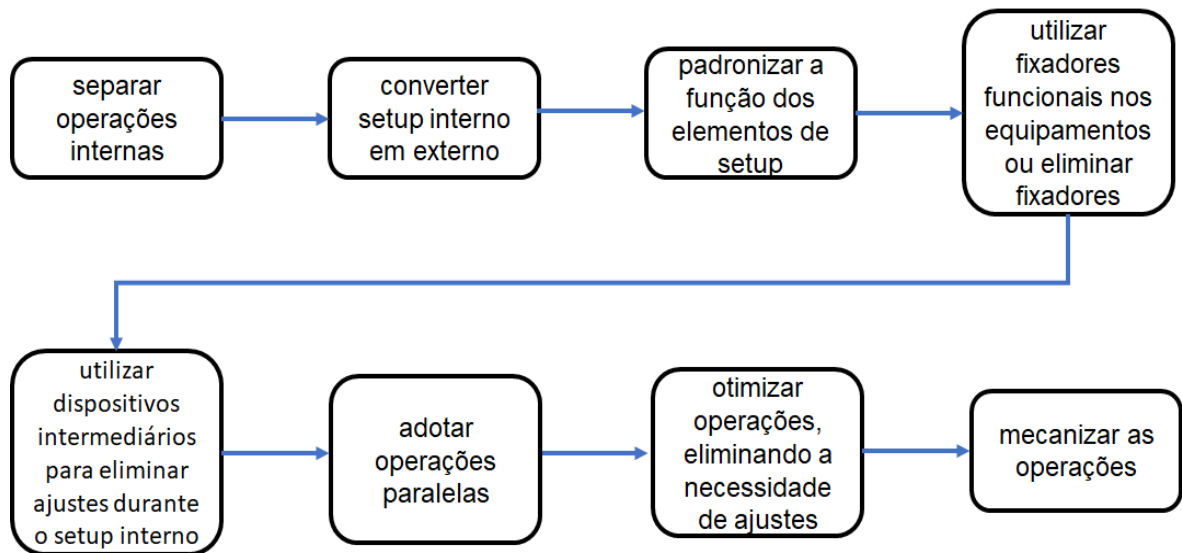 separar
operações
internas
converter
setup interno
em externo
padronizar a
função dos
elementos de
setup
utilizar
fixadores
funcionais nos
equipamentos
ou eliminar
fixadores
utilizar
dispositivos
intermediários
para eliminar
ajustes durante
o setup interno
adotar
operações
paralelas
otimizar
operações,
eliminando a
necessidade
de ajustes
mecanizar as
operações